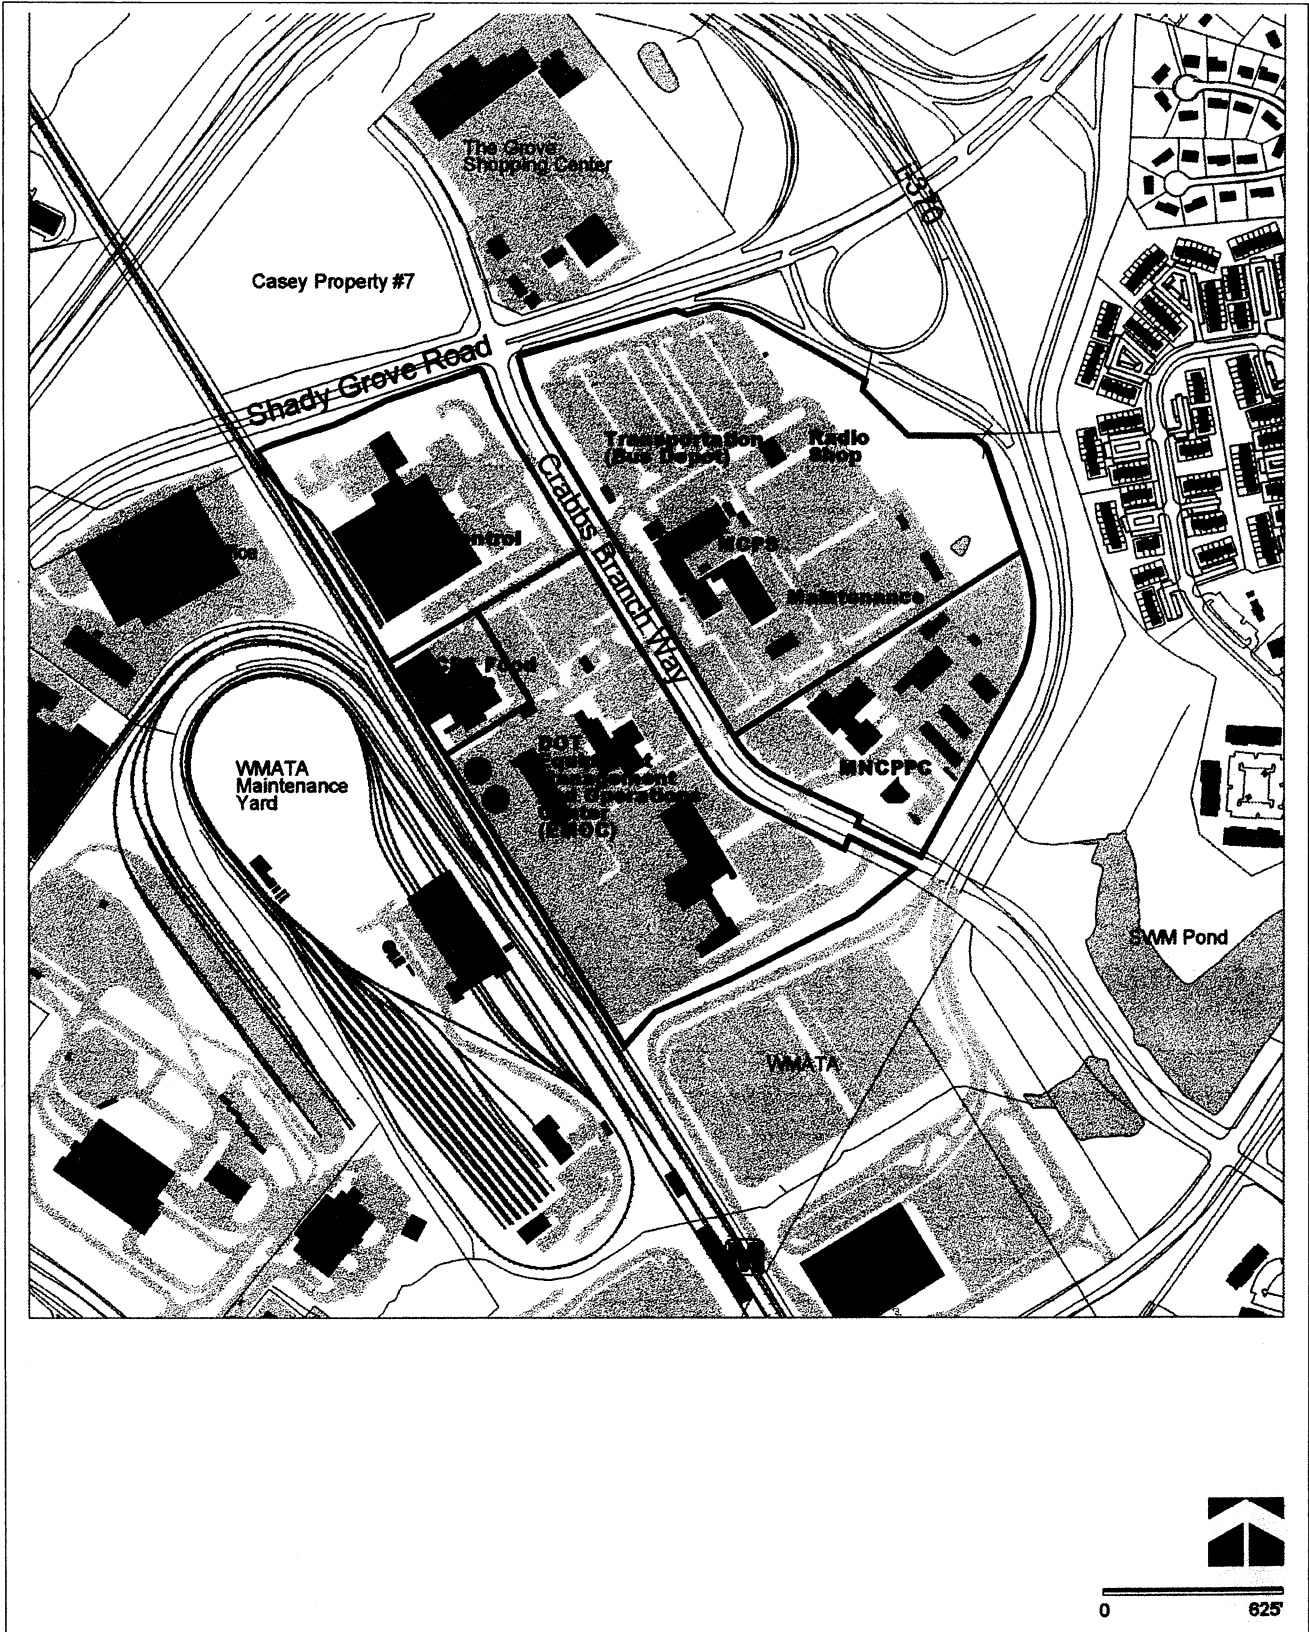 The Grove
Shopping Center
I-370
Casey Property #7
Shady Grove Road
Transportation
(Bus Depot)
Radio
Shop
Crabbs Branch Way
MCPS
Maintenance
Food
WMATA
Maintenance
Yard
DOT
Center
(EMOC)
MNCPPC
SWM Pond
WMATA
M
0
625'